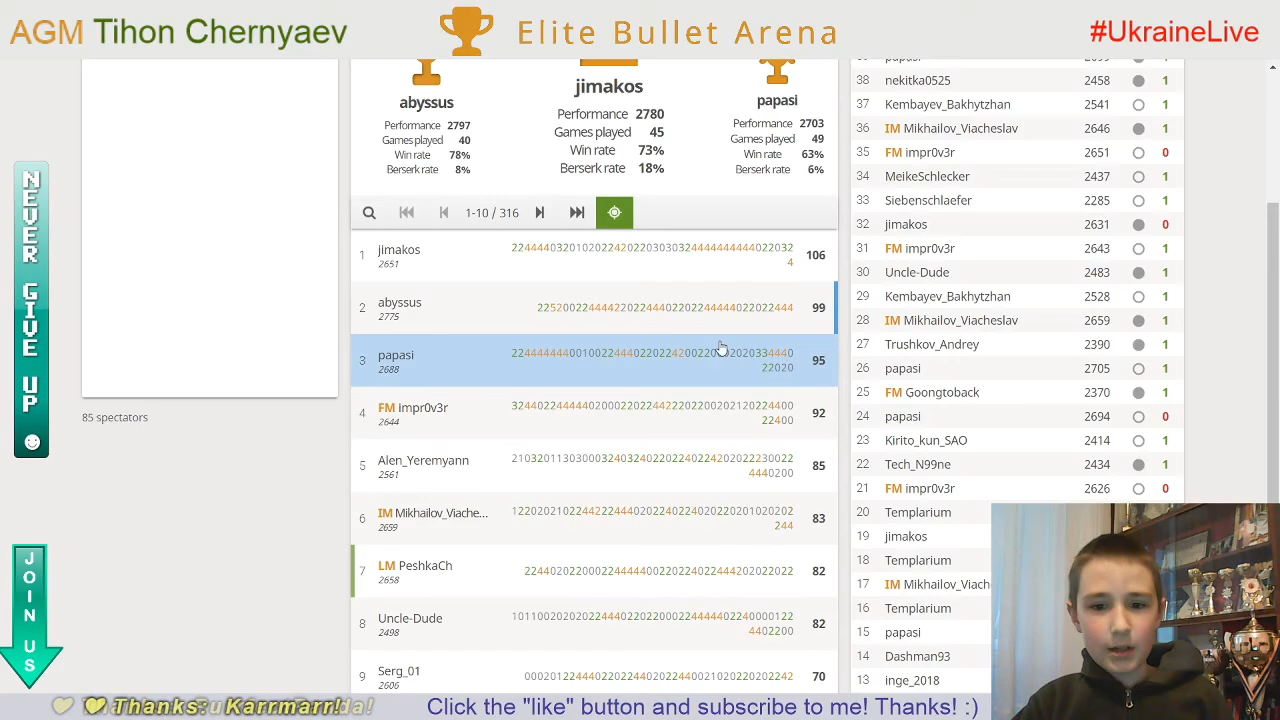 AGM Tihon Chernyaev
Elite Bullet Arena
#UkraineLive
NEVER GIVE UP
JOIN US
85 spectators
abyssus
Performance 2797
Games played 40
Win rate 78%
Berserk rate 8%
jimakos
Performance 2780
Games played 45
Win rate 73%
Berserk rate 18%
papasi
Performance 2703
Games played 49
Win rate 63%
Berserk rate 6%
1-10 / 316
1 jimakos 106
2651
2 abyssus 99
2775
3 papasi 95
2688
22020
4 FM impr0v3r 92
2644
22400
5 Alen_Yeremyann 85
2561
4440200
6 IM Mikhailov_Viache... 83
2659
244
7 LM PeshkaCh 82
2658
8 Uncle-Dude 82
2498
4402200
9 Serg_01 70
2606
38 nekitka0525 2458 1
37 Kembayev_Bakhytzhan 2541 1
36 IM Mikhailov_Viacheslav 2646 1
35 FM impr0v3r 2651 0
34 MeikeSchlecker 2437 1
33 Siebenschlaefer 2285 1
32 jimakos 2631 0
31 FM impr0v3r 2643 1
30 Uncle-Dude 2483 1
29 Kembayev_Bakhytzhan 2528 1
28 IM Mikhailov_Viacheslav 2659 1
27 Trushkov_Andrey 2390 1
26 papasi 2705 1
25 FM Goongtoback 2370 1
24 papasi 2694 0
23 Kirito_kun_SAO 2414 1
22 Tech_N99ne 2434 1
21 FM impr0v3r 2626 0
20 Templarium
19 jimakos
18 Templarium
17 IM Mikhailov_Viach
16 Templarium
15 papasi
14 Dashman93
13 inge_2018
Thanks Karrmarr!
Click the "like" button and subscribe to me! Thanks! :)